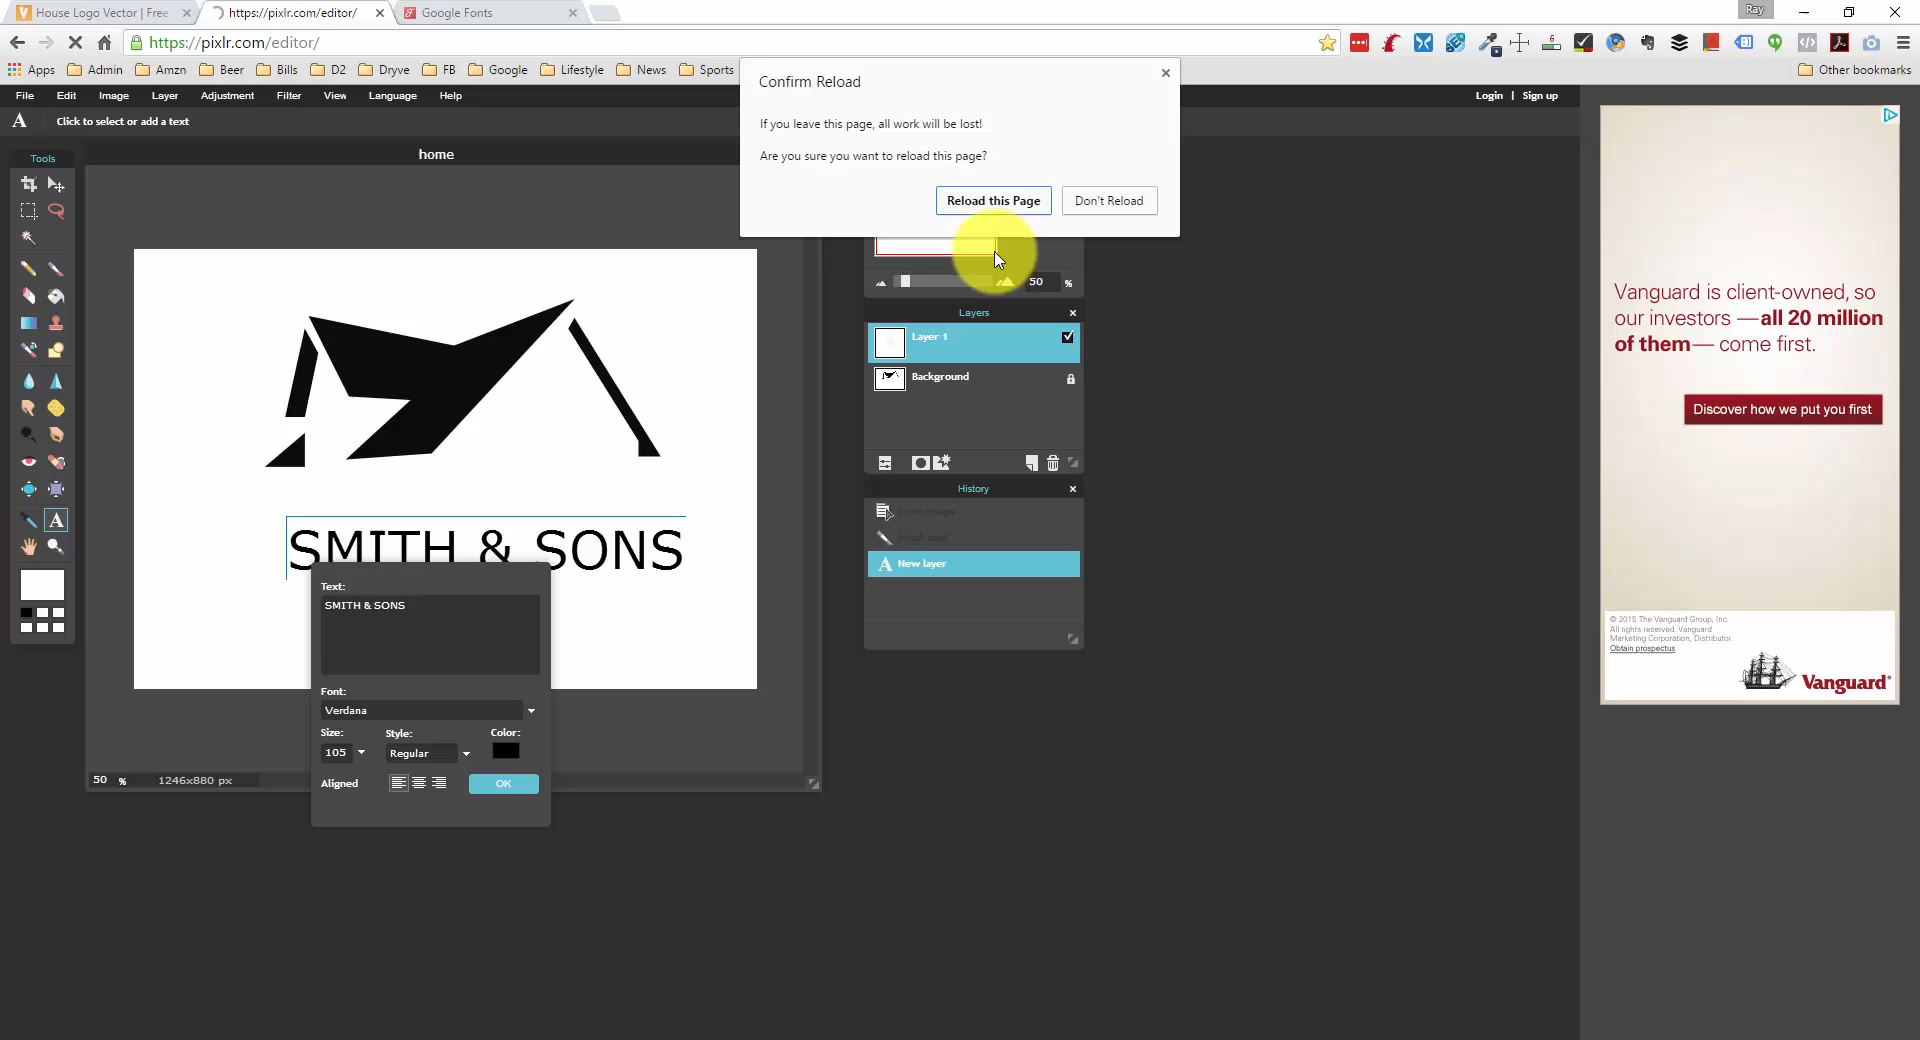 House Logo Vector | Free
https://pixlr.com/editor/
Google Fonts
Ray
https://pixlr.com/editor/
6
Apps
Admin
Amzn
Beer
Bills
D2
Dryve
FB
Google
Lifestyle
News
Sports
Other bookmarks
File
Edit
Image
Layer
Adjustment
Filter
View
Language
Help
Login | Sign up
A
Click to select or add a text
Confirm Reload
If you leave this page, all work will be lost!
Are you sure you want to reload this page?
Reload this Page
Don't Reload
Tools
home
50 %
Layers
Layer 1
Background
History
Open image
Brush tool
A New layer
A
SMITH & SONS
Text:
SMITH & SONS
Font:
Verdana
Size:
Style:
Color:
105
Regular
Aligned
OK
50 %
1246x880 px
Vanguard is client-owned, so
our investors —all 20 million
of them— come first.
Discover how we put you first
© 2015 The Vanguard Group, Inc.
All rights reserved. Vanguard
Marketing Corporation, Distributor.
Obtain prospectus
Vanguard